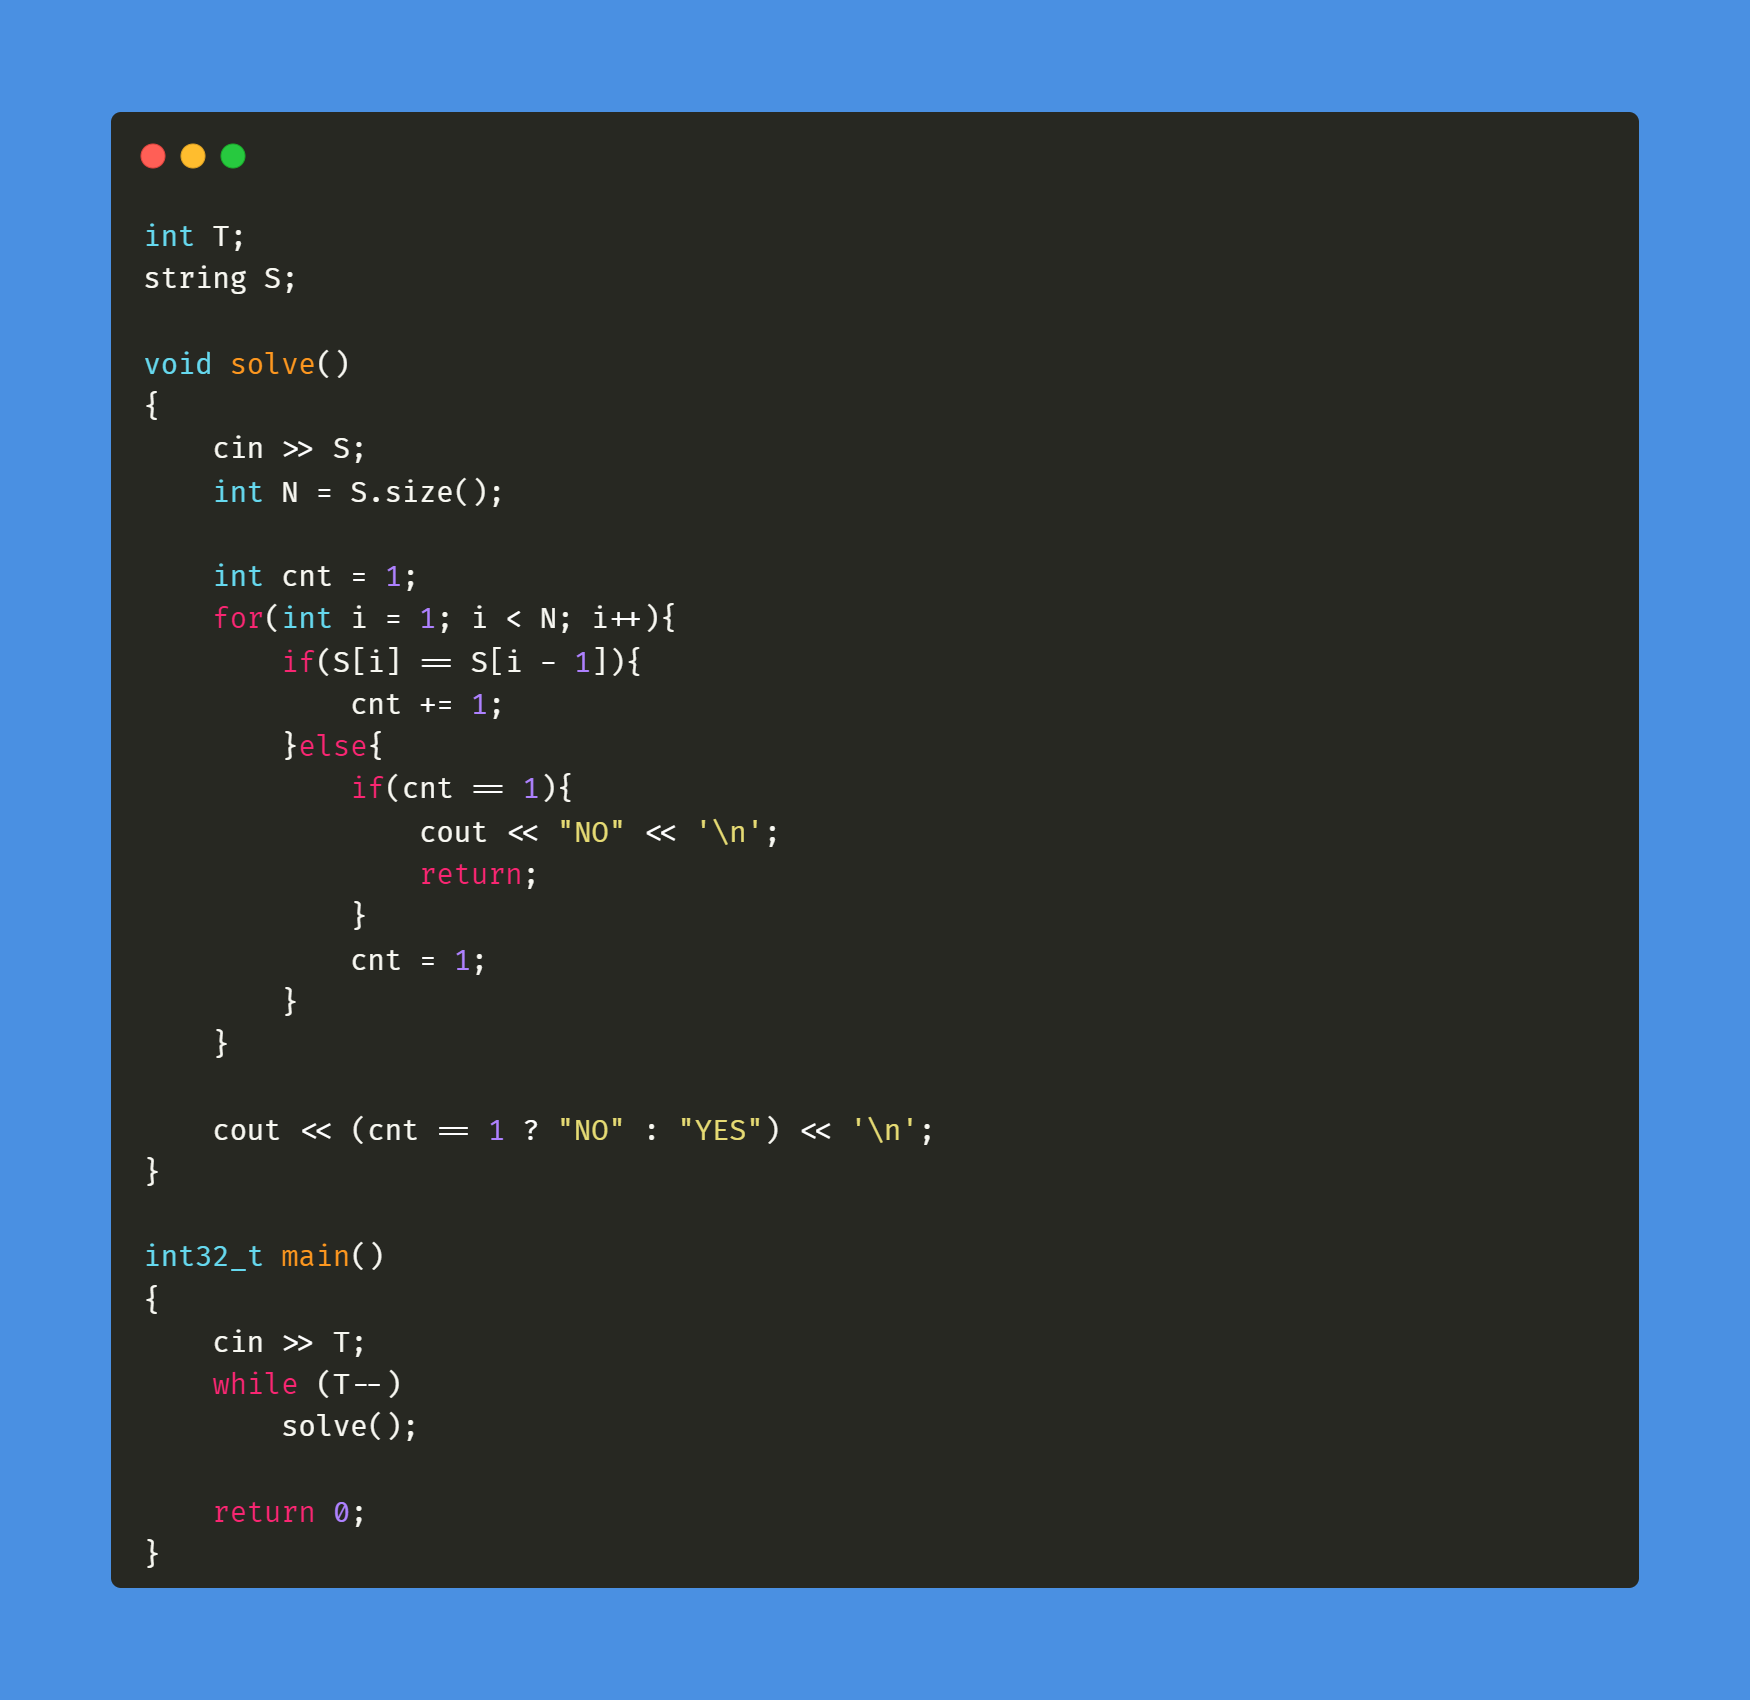 int T;
string S;

void solve()
{
    cin >> S;
    int N = S.size();

    int cnt = 1;
    for(int i = 1; i < N; i++){
        if(S[i] == S[i - 1]){
            cnt += 1;
        }else{
            if(cnt == 1){
                cout << "NO" << '\n';
                return;
            }
            cnt = 1;
        }
    }

    cout << (cnt == 1 ? "NO" : "YES") << '\n';
}

int32_t main()
{
    cin >> T;
    while (T--)
        solve();

    return 0;
}